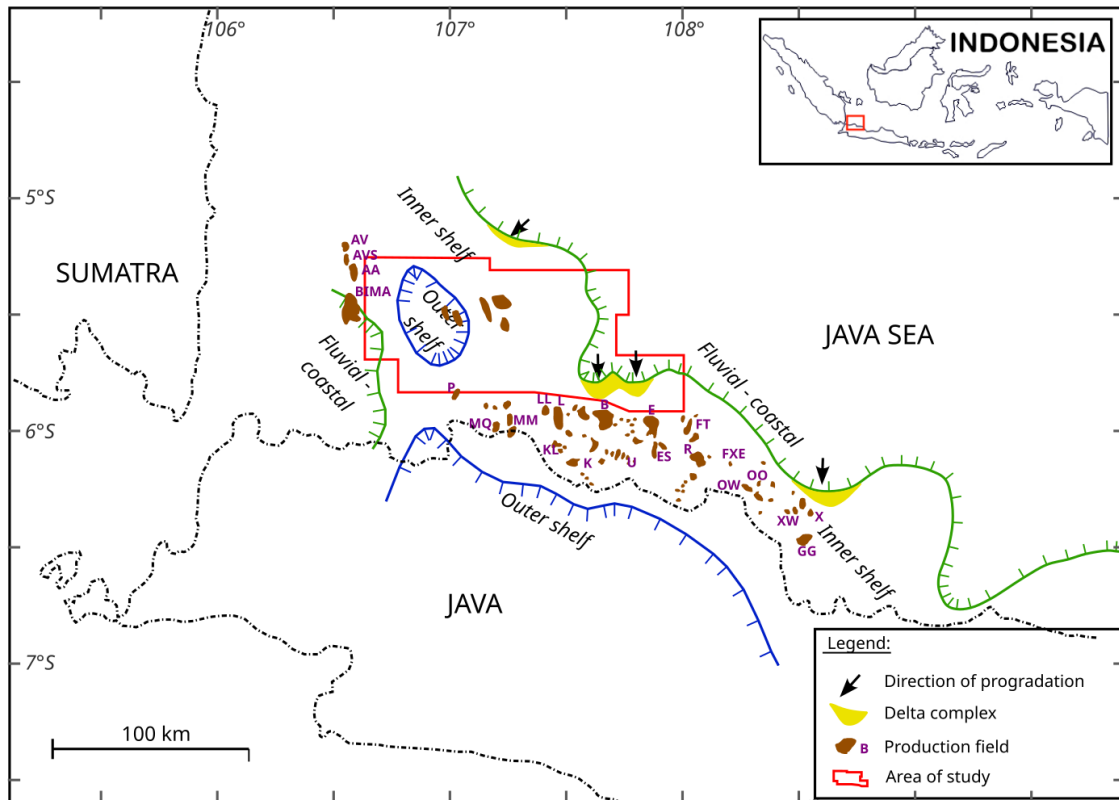 106°
107°
108°
INDONESIA
5°S
Inner shelf
AV
AVS
AA
BIMA
SUMATRA
Outer
shelf
JAVA SEA
Fluvial -
coastal
Fluvial - coastal
P
LL
L
B
E
6°S
MQ
MM
FT
KL
K
U
ES
R
FXE
OO
OW
Outer shelf
XW
X
GG
Inner shelf
JAVA
7°S
Legend:
Direction of progradation
Delta complex
B
Production field
Area of study
100 km